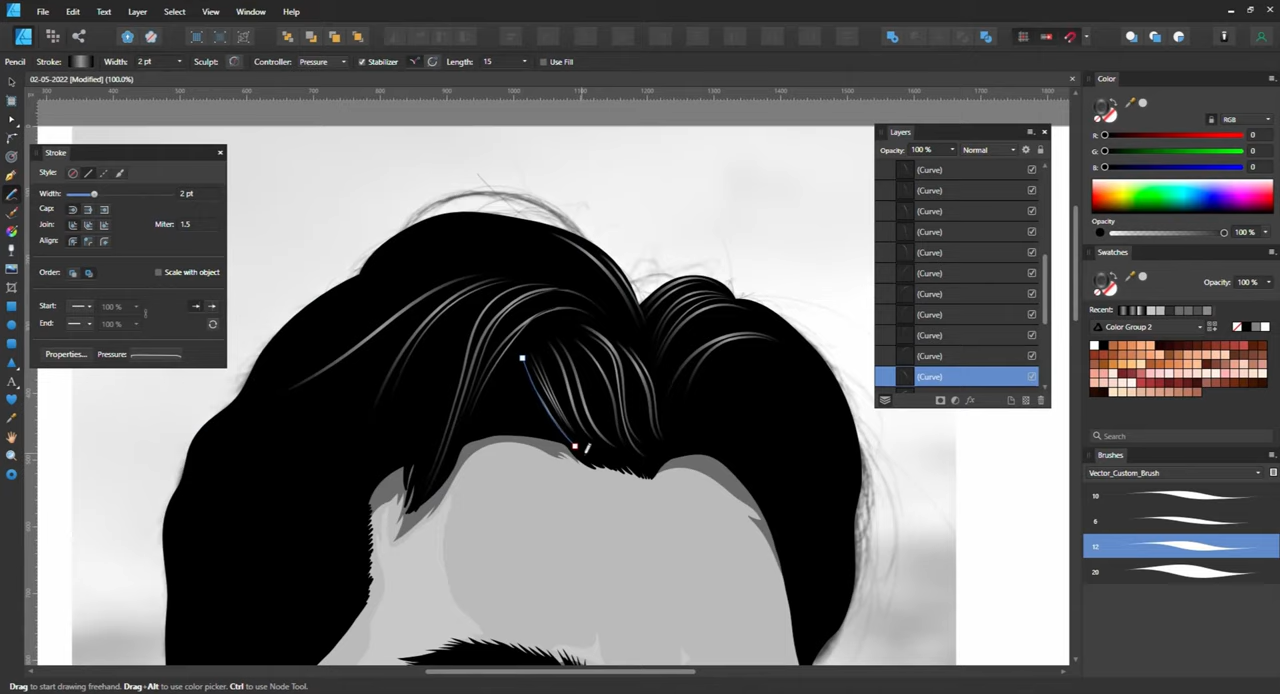 File Edit Text Layer Select View Window Help
Pencil Stroke: Width: 2 pt Sculpt: Controller: Pressure Stabilizer Length: 15 Use Fill
02-05-2022 [Modified] (100.0%)
Stroke
Style:
Width: 2 pt
Cap:
Join: Miter: 1.5
Align:
Order: Scale with object
Start: 100 %
End: 100 %
Properties... Pressure:
Layers
Opacity: 100 % Normal
(Curve)
(Curve)
(Curve)
(Curve)
(Curve)
(Curve)
(Curve)
(Curve)
(Curve)
(Curve)
(Curve)
Color
RGB
R: 0
G: 0
B: 0
Opacity
100 %
Swatches
Opacity: 100 %
Recent:
Color Group 2
Search
Brushes
Vector_Custom_Brush
10
6
12
20
Drag to start drawing freehand. Drag+Alt to use color picker. Ctrl to use Node Tool.